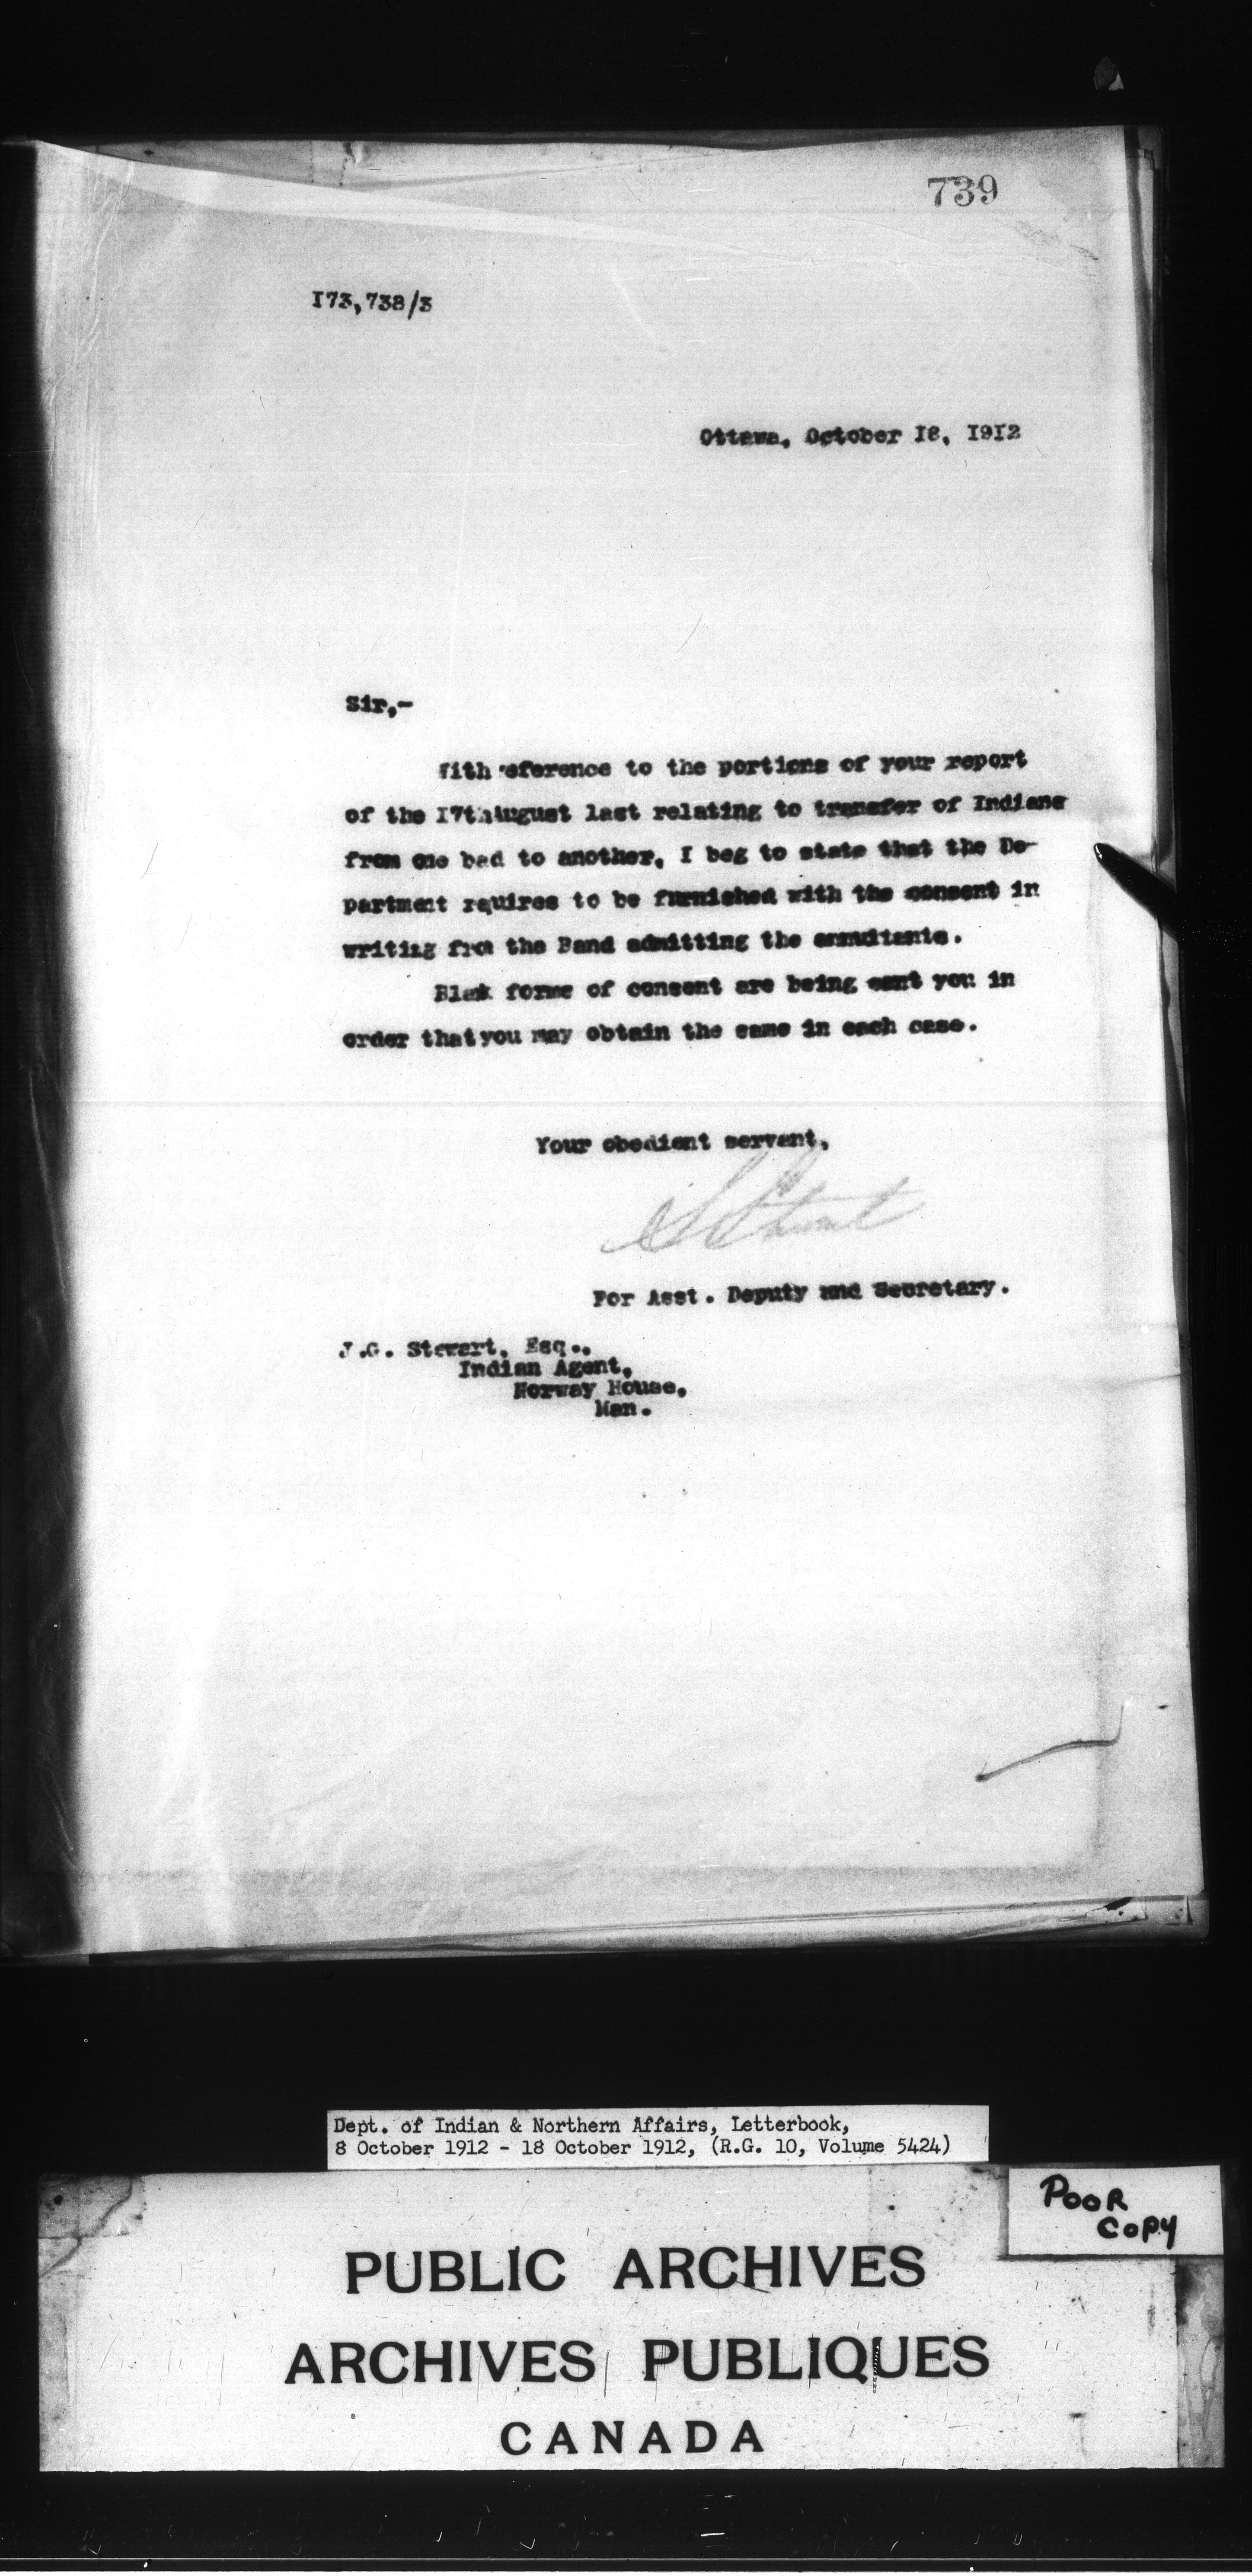 739
173,738/3
Ottawa, October 18, 1912
Sir,-
With reference to the portions of your report
of the 17th August last relating to transfer of Indians
from one band to another, I beg to state that the De-
partment requires to be furnished with the consent in
writing from the Band admitting the annuitants.
Blank forms of consent are being sent you in
order that you may obtain the same in each case.
Your obedient servant,
S Stewart
For Asst. Deputy and Secretary.
J.G. Stewart, Esq.,
Indian Agent,
Norway House,
Man.
Dept. of Indian & Northern Affairs, Letterbook,
8 October 1912 - 18 October 1912, (R.G. 10, Volume 5424)
POOR
COPY
PUBLIC ARCHIVES
ARCHIVES PUBLIQUES
CANADA